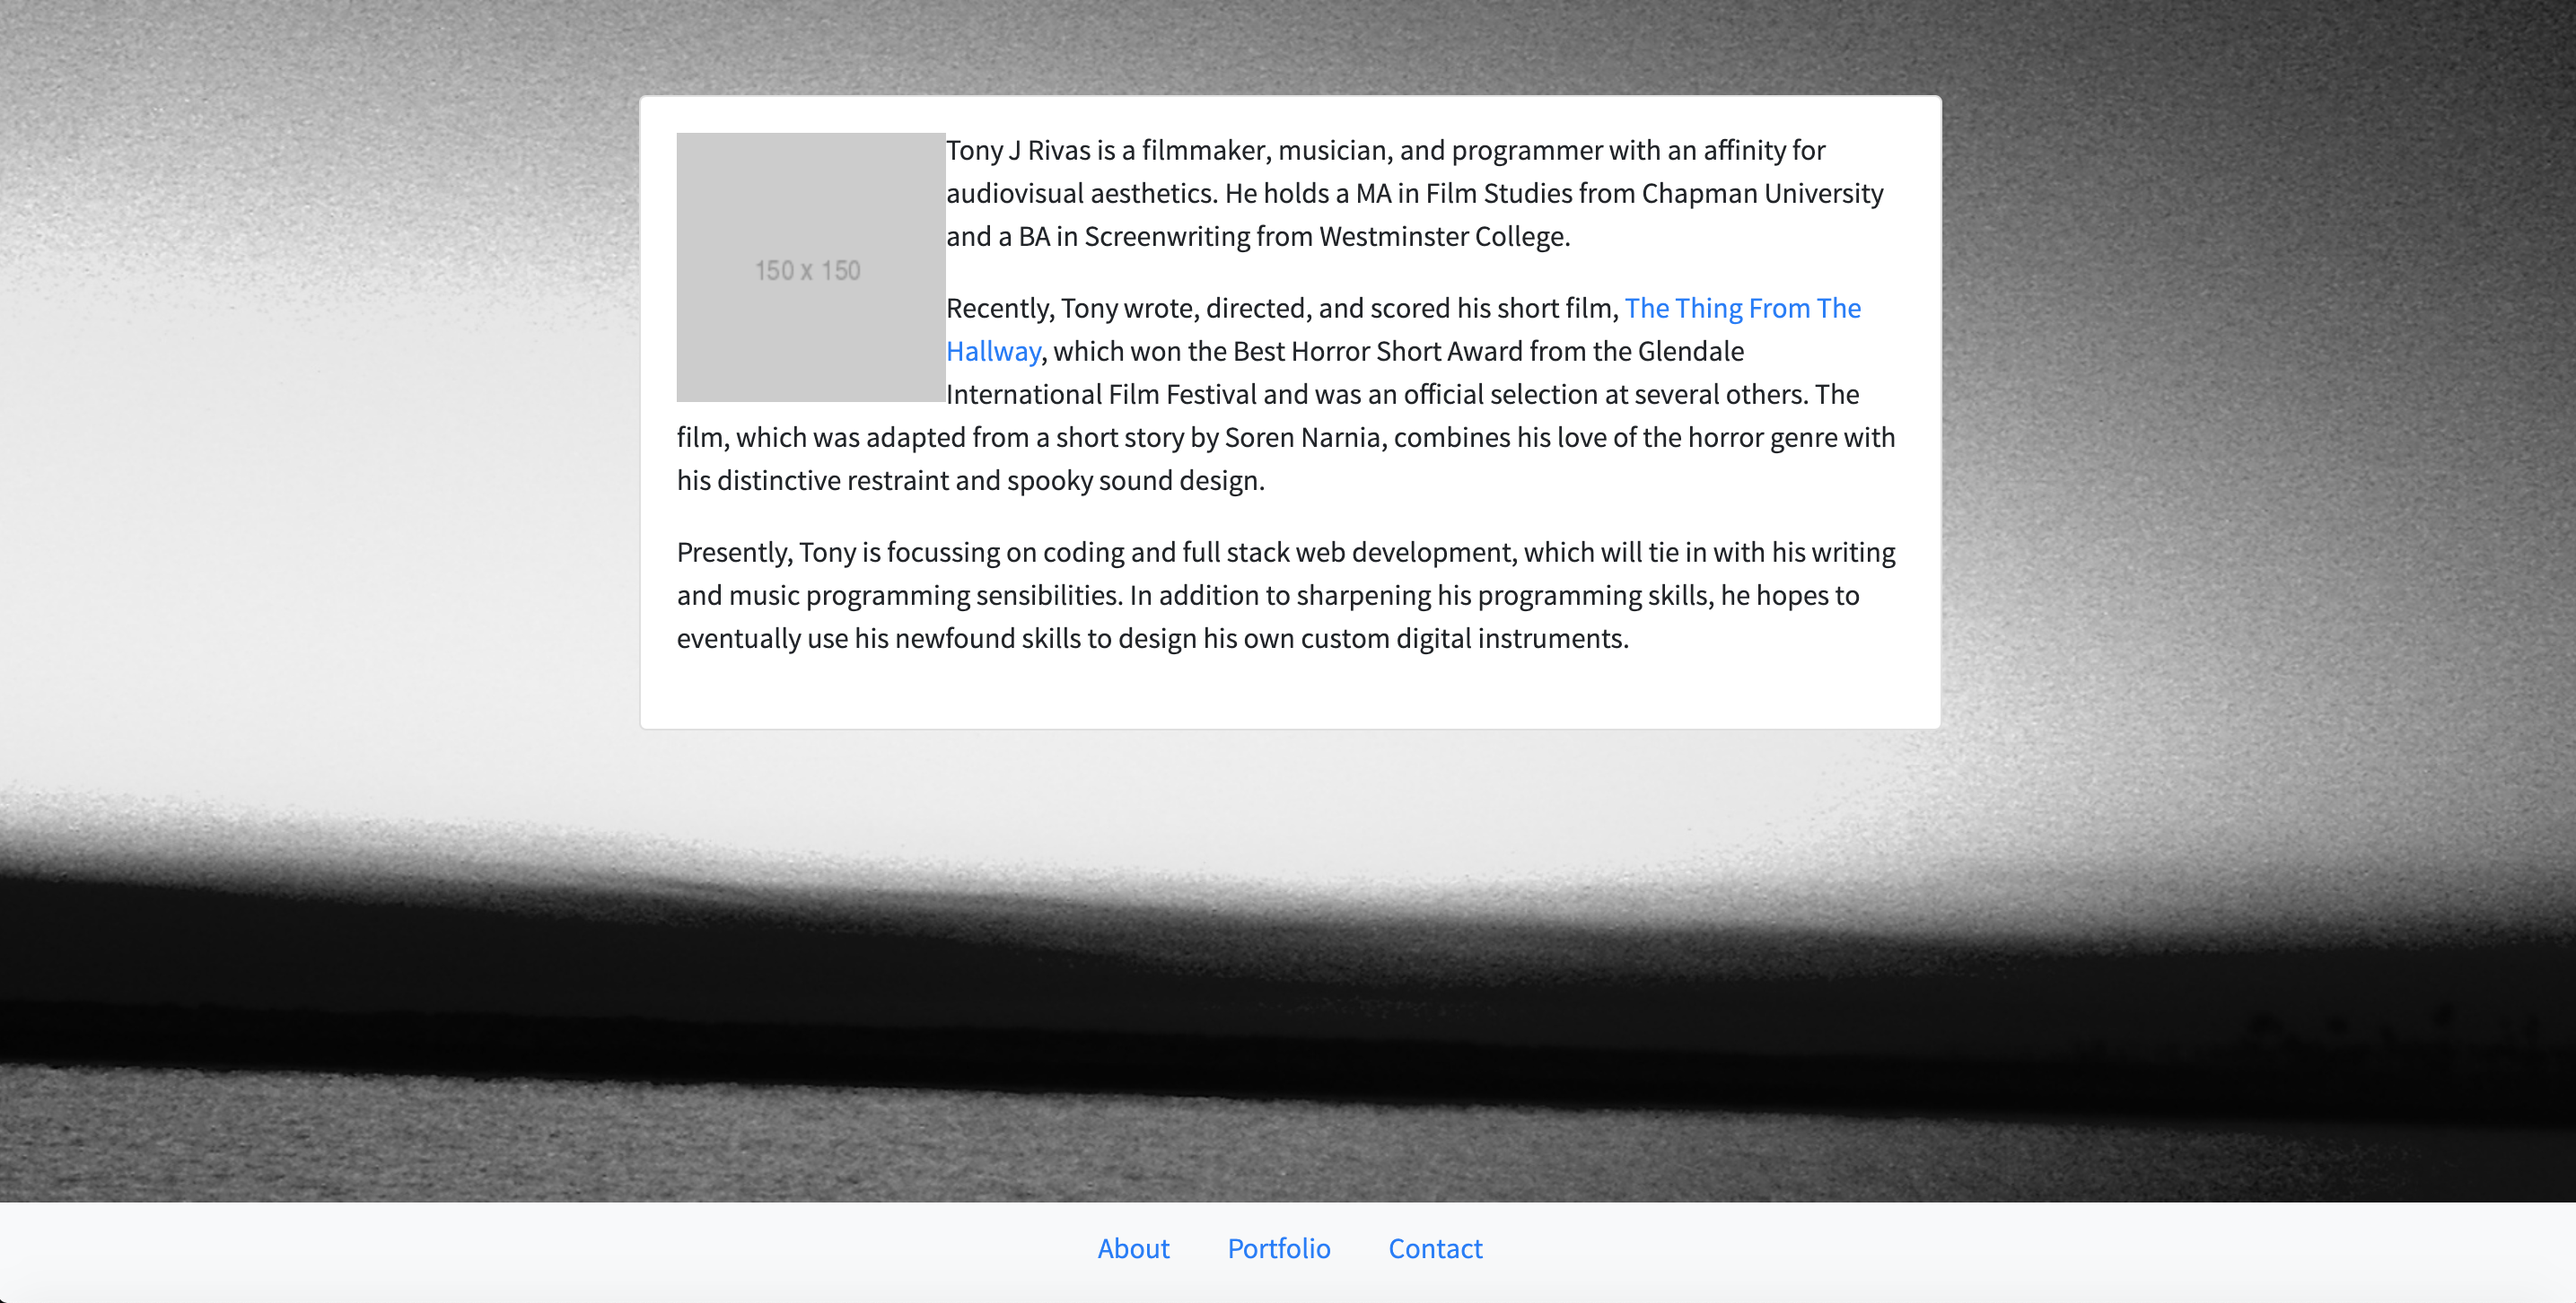 150 x 150
Tony J Rivas is a filmmaker, musician, and programmer with an affinity for
audiovisual aesthetics. He holds a MA in Film Studies from Chapman University
and a BA in Screenwriting from Westminster College.
Recently, Tony wrote, directed, and scored his short film, The Thing From The
Hallway, which won the Best Horror Short Award from the Glendale
International Film Festival and was an official selection at several others. The
film, which was adapted from a short story by Soren Narnia, combines his love of the horror genre with
his distinctive restraint and spooky sound design.
Presently, Tony is focussing on coding and full stack web development, which will tie in with his writing
and music programming sensibilities. In addition to sharpening his programming skills, he hopes to
eventually use his newfound skills to design his own custom digital instruments.
About Portfolio Contact